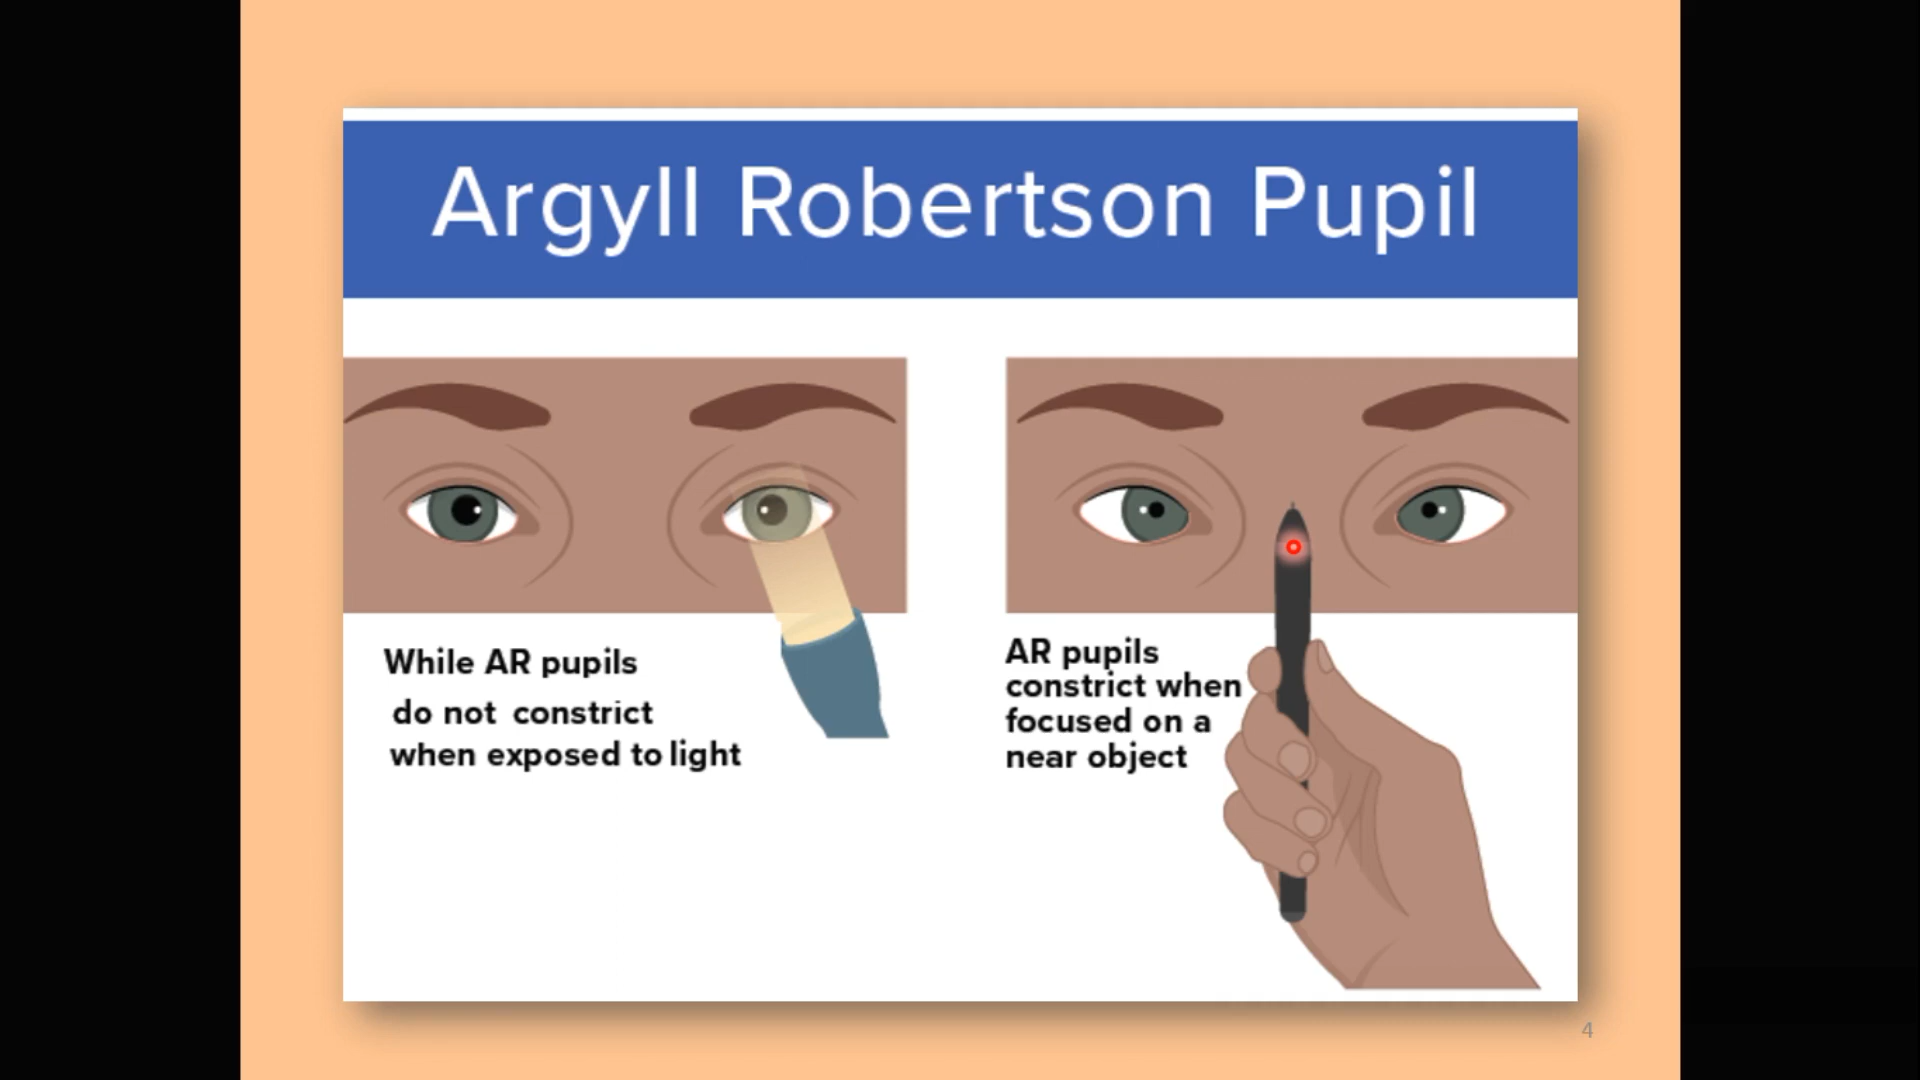 Argyll Robertson Pupil
While AR pupils
do not constrict
when exposed to light
AR pupils
constrict when
focused on a
near object
4